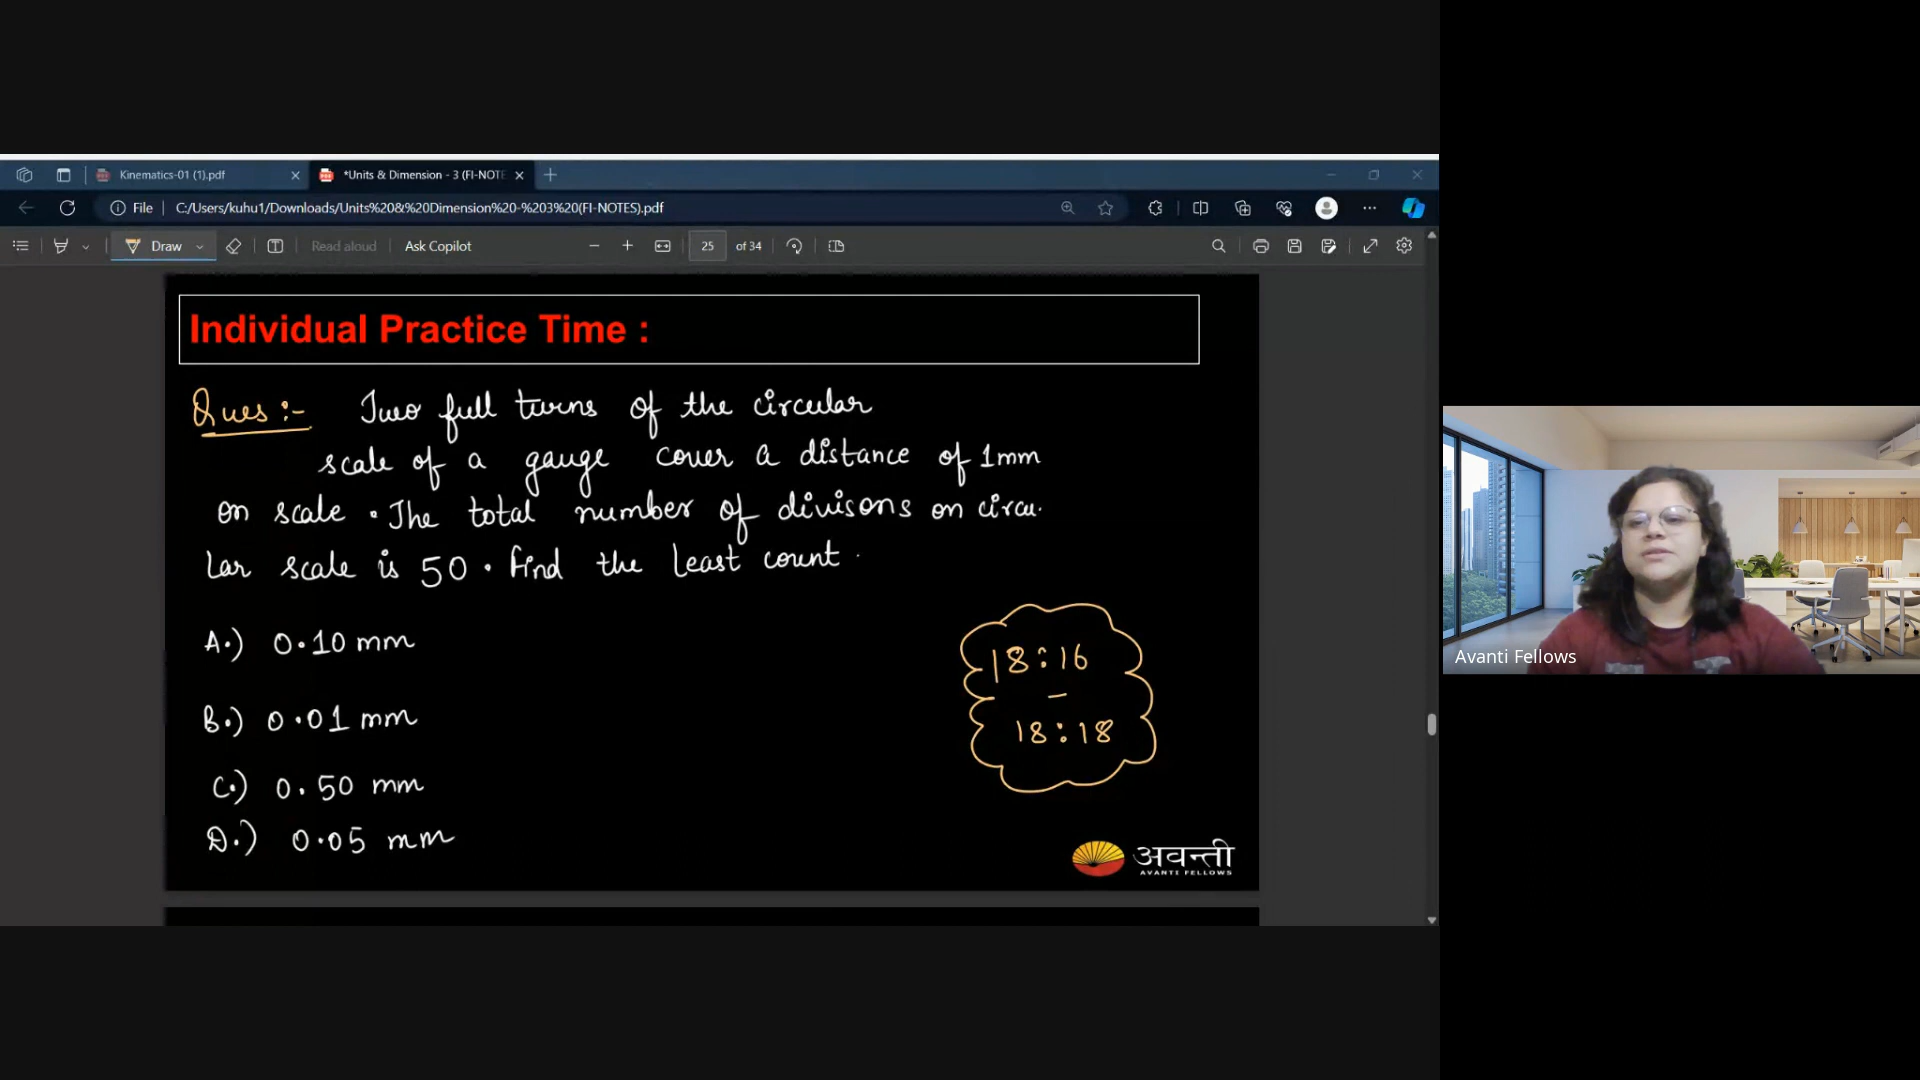 Kinematics-01 (1).pdf
*Units & Dimension - 3 (FI-NOTE
File
C:/Users/kuhu1/Downloads/Units%20&%20Dimension%20-%203%20(FI-NOTES).pdf
Draw
Read aloud
Ask Copilot
25 of 34
Individual Practice Time :
Ques :- Two full turns of the circular
scale of a gauge cover a distance of 1mm
on scale . The total number of divisons on circu.
lar scale is 50 . Find the least count .
A.) 0.10 mm
B.) 0.01 mm
C.) 0.50 mm
D.) 0.05 mm
18:16
–
18:18
अवन्ती
AVANTI FELLOWS
Avanti Fellows